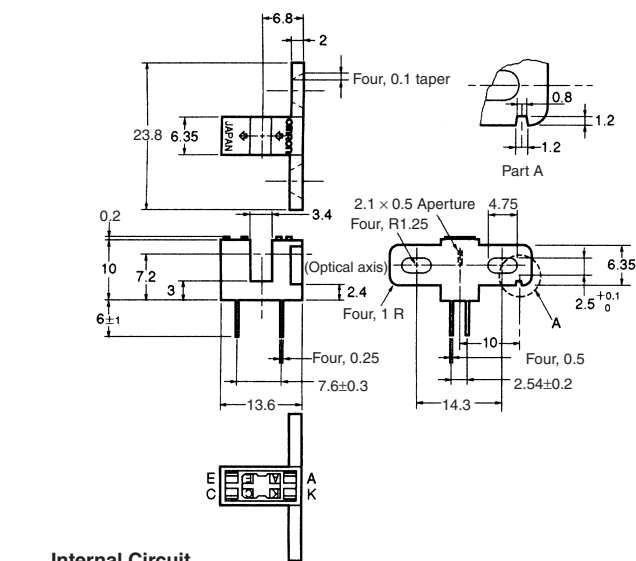 6.8
2
Four, 0.1 taper
0.8
1.2
1.2
Part A
23.8
6.35
JAPAN
OMRON
0.2
3.4
2.1 × 0.5 Aperture
4.75
Four, R1.25
10
7.2
3
(Optical axis)
2.4
6.35
2.5 +0.1 0
6±1
Four, 1 R
A
10
Four, 0.25
Four, 0.5
7.6±0.3
2.54±0.2
13.6
14.3
E
A
C
K
Internal Circuit